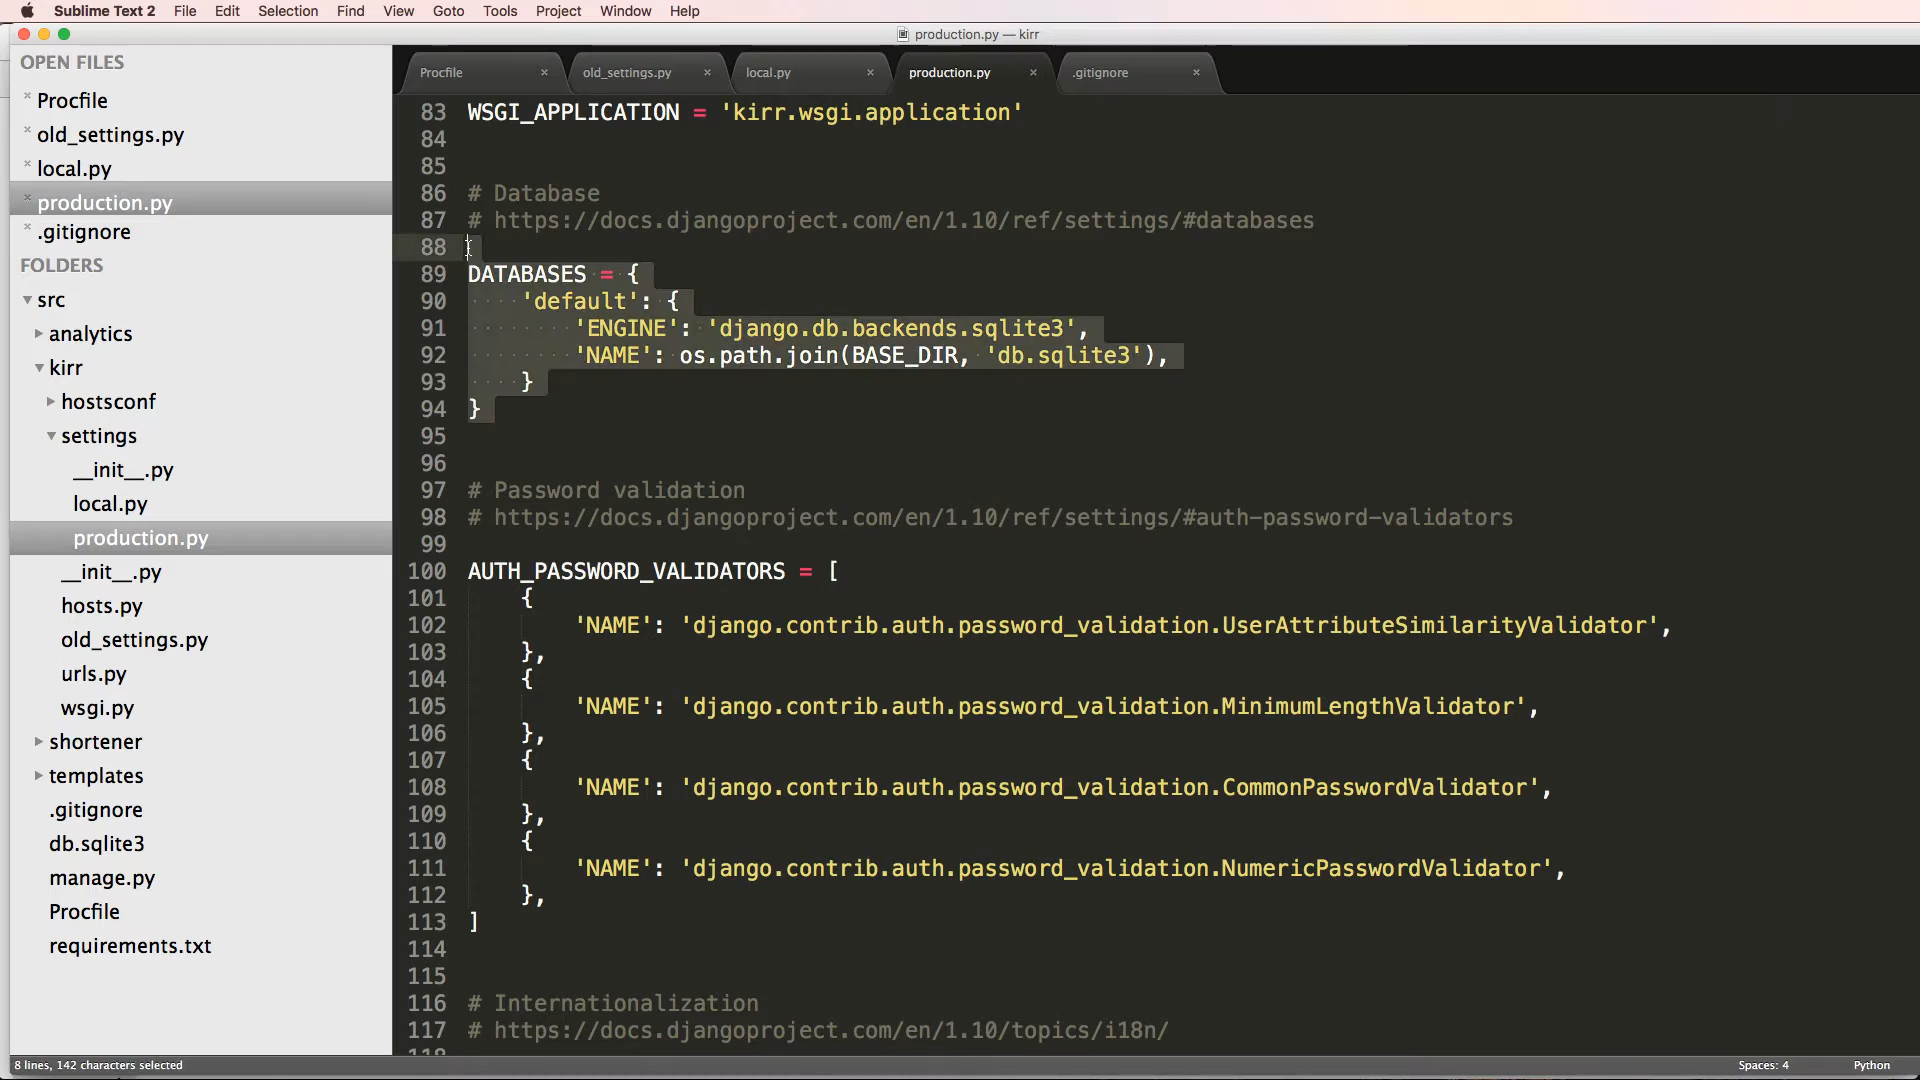 Sublime Text 2 File Edit Selection Find View Goto Tools Project Window Help
production.py — kirr
OPEN FILES
Procfile
old_settings.py
local.py
production.py
.gitignore
FOLDERS
src
analytics
kirr
hostsconf
settings
__init__.py
local.py
production.py
__init__.py
hosts.py
old_settings.py
urls.py
wsgi.py
shortener
templates
.gitignore
db.sqlite3
manage.py
Procfile
requirements.txt
Procfile × old_settings.py × local.py × production.py × .gitignore ×
83 WSGI_APPLICATION = 'kirr.wsgi.application'
84
85
86 # Database
87 # https://docs.djangoproject.com/en/1.10/ref/settings/#databases
88
89 DATABASES = {
90     'default': {
91         'ENGINE': 'django.db.backends.sqlite3',
92         'NAME': os.path.join(BASE_DIR, 'db.sqlite3'),
93     }
94 }
95
96
97 # Password validation
98 # https://docs.djangoproject.com/en/1.10/ref/settings/#auth-password-validators
99
100 AUTH_PASSWORD_VALIDATORS = [
101     {
102         'NAME': 'django.contrib.auth.password_validation.UserAttributeSimilarityValidator',
103     },
104     {
105         'NAME': 'django.contrib.auth.password_validation.MinimumLengthValidator',
106     },
107     {
108         'NAME': 'django.contrib.auth.password_validation.CommonPasswordValidator',
109     },
110     {
111         'NAME': 'django.contrib.auth.password_validation.NumericPasswordValidator',
112     },
113 ]
114
115
116 # Internationalization
117 # https://docs.djangoproject.com/en/1.10/topics/i18n/
8 lines, 142 characters selected
Spaces: 4 Python